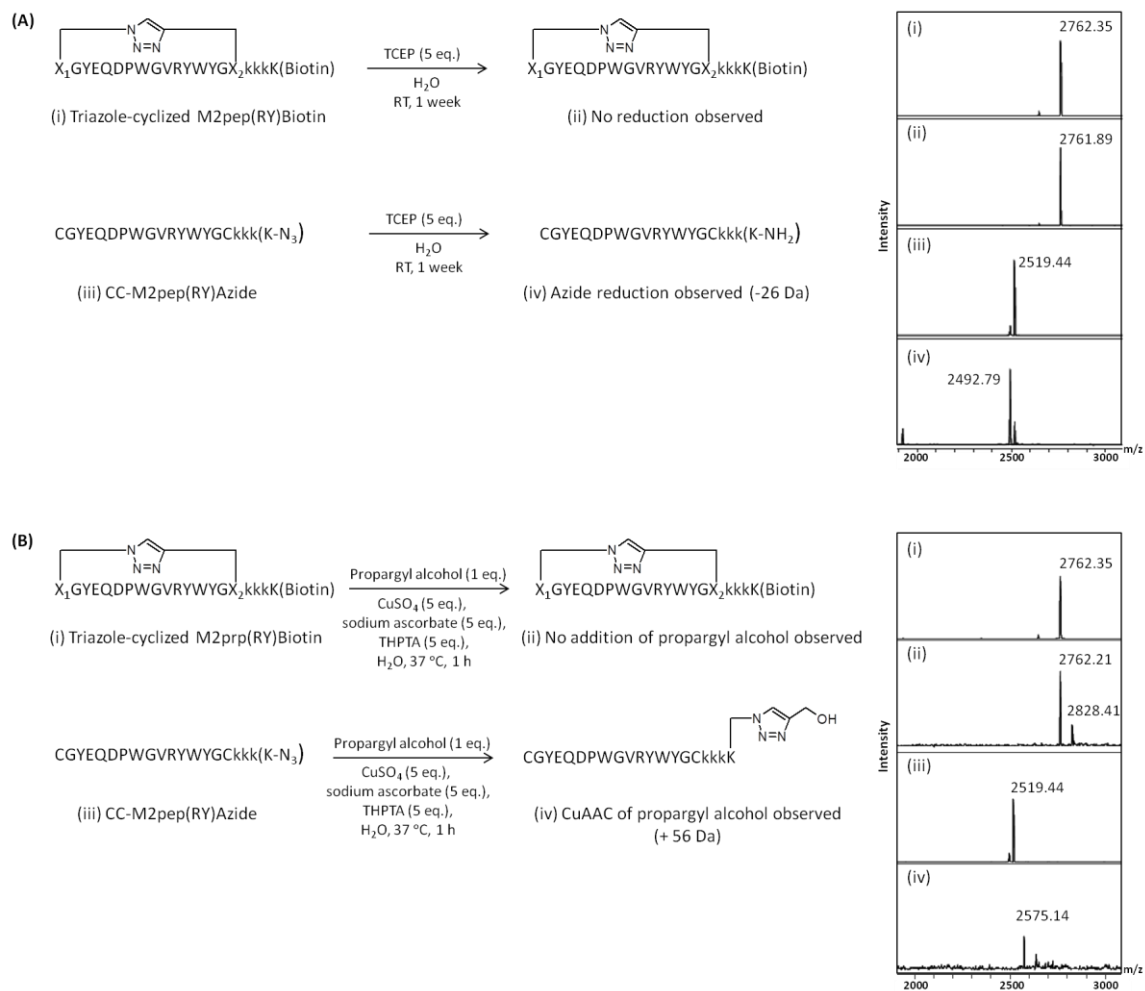 (A)
N
N=N
X₁GYEQDPWGVRYWYGX₂kkkK(Biotin)
(i) Triazole-cyclized M2pep(RY)Biotin
TCEP (5 eq.)
H₂O
RT, 1 week
N
N=N
X₁GYEQDPWGVRYWYGX₂kkkK(Biotin)
(ii) No reduction observed
CGYEQDPWGVRYWYGCkkk(K-N₃)
(iii) CC-M2pep(RY)Azide
TCEP (5 eq.)
H₂O
RT, 1 week
CGYEQDPWGVRYWYGCkkk(K-NH₂)
(iv) Azide reduction observed (-26 Da)
Intensity
(i)
2762.35
(ii)
2761.89
(iii)
2519.44
(iv)
2492.79
2000 2500 3000 m/z
(B)
N
N=N
X₁GYEQDPWGVRYWYGX₂kkkK(Biotin)
(i) Triazole-cyclized M2prp(RY)Biotin
Propargyl alcohol (1 eq.)
CuSO₄ (5 eq.),
sodium ascorbate (5 eq.),
THPTA (5 eq.),
H₂O, 37 °C, 1 h
N
N=N
X₁GYEQDPWGVRYWYGX₂kkkK(Biotin)
(ii) No addition of propargyl alcohol observed
CGYEQDPWGVRYWYGCkkk(K-N₃)
(iii) CC-M2pep(RY)Azide
Propargyl alcohol (1 eq.)
CuSO₄ (5 eq.),
sodium ascorbate (5 eq.),
THPTA (5 eq.),
H₂O, 37 °C, 1 h
N
N=N
OH
CGYEQDPWGVRYWYGCkkkK
(iv) CuAAC of propargyl alcohol observed
(+ 56 Da)
Intensity
(i)
2762.35
(ii)
2762.21
2828.41
(iii)
2519.44
(iv)
2575.14
2000 2500 3000 m/z